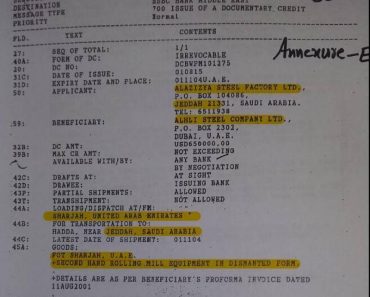 BANK MIDDLE EAST
DESTINATION 700 ISSUE OF A DOCUMENTARY CREDIT
MESSAGE TYPE Normal
PRIORITY
FLD. TEXT CONTENTS
Annexure-E
27: SEQ OF TOTAL: 1/1
40A: FORM OF DC: IRREVOCABLE
20: DC NO: DCBVPM101275
31C: DATE OF ISSUE: 010815
31D: EXPIRY DATE AND PLACE: 011104U.A.E.
50: APPLICANT: ALAZIZYA STEEL FACTORY LTD.,
P.O. BOX 104086,
JEDDAH 21331, SAUDI ARABIA.
TEL: 6511938
59: BENEFICIARY: ALHLI STEEL COMPANY LTD.,
P.O. BOX 2302,
DUBAI, U.A.E.
32B: DC AMT: USD650000.00
39B: MAX CR AMT: NOT EXCEEDING
AVAILABLE WITH/BY: ANY BANK
BY NEGOTIATION
42C: DRAFTS AT: AT SIGHT
42D: DRAWEE: ISSUING BANK
43P: PARTIAL SHIPMENTS: ALLOWED
43T: TRANSHIPMENT: NOT ALLOWED
44A: LOADING/DISPATCH AT/FM:
SHARJAH, UNITED ARAB EMIRATES
44B: FOR TRANSPORTATION TO:
HADDA, NEAR JEDDAH, SAUDI ARABIA
44C: LATEST DATE OF SHIPMENT: 011104
45A: GOODS:
FOT SHARJAH, U.A.E.
+SECOND HAND ROLLING MILL EQUIPMENT IN DISMANTED FORM.
+DETAILS ARE AS PER BENEFICIARY'S PROFORMA INVOICE DATED
11AUG2001